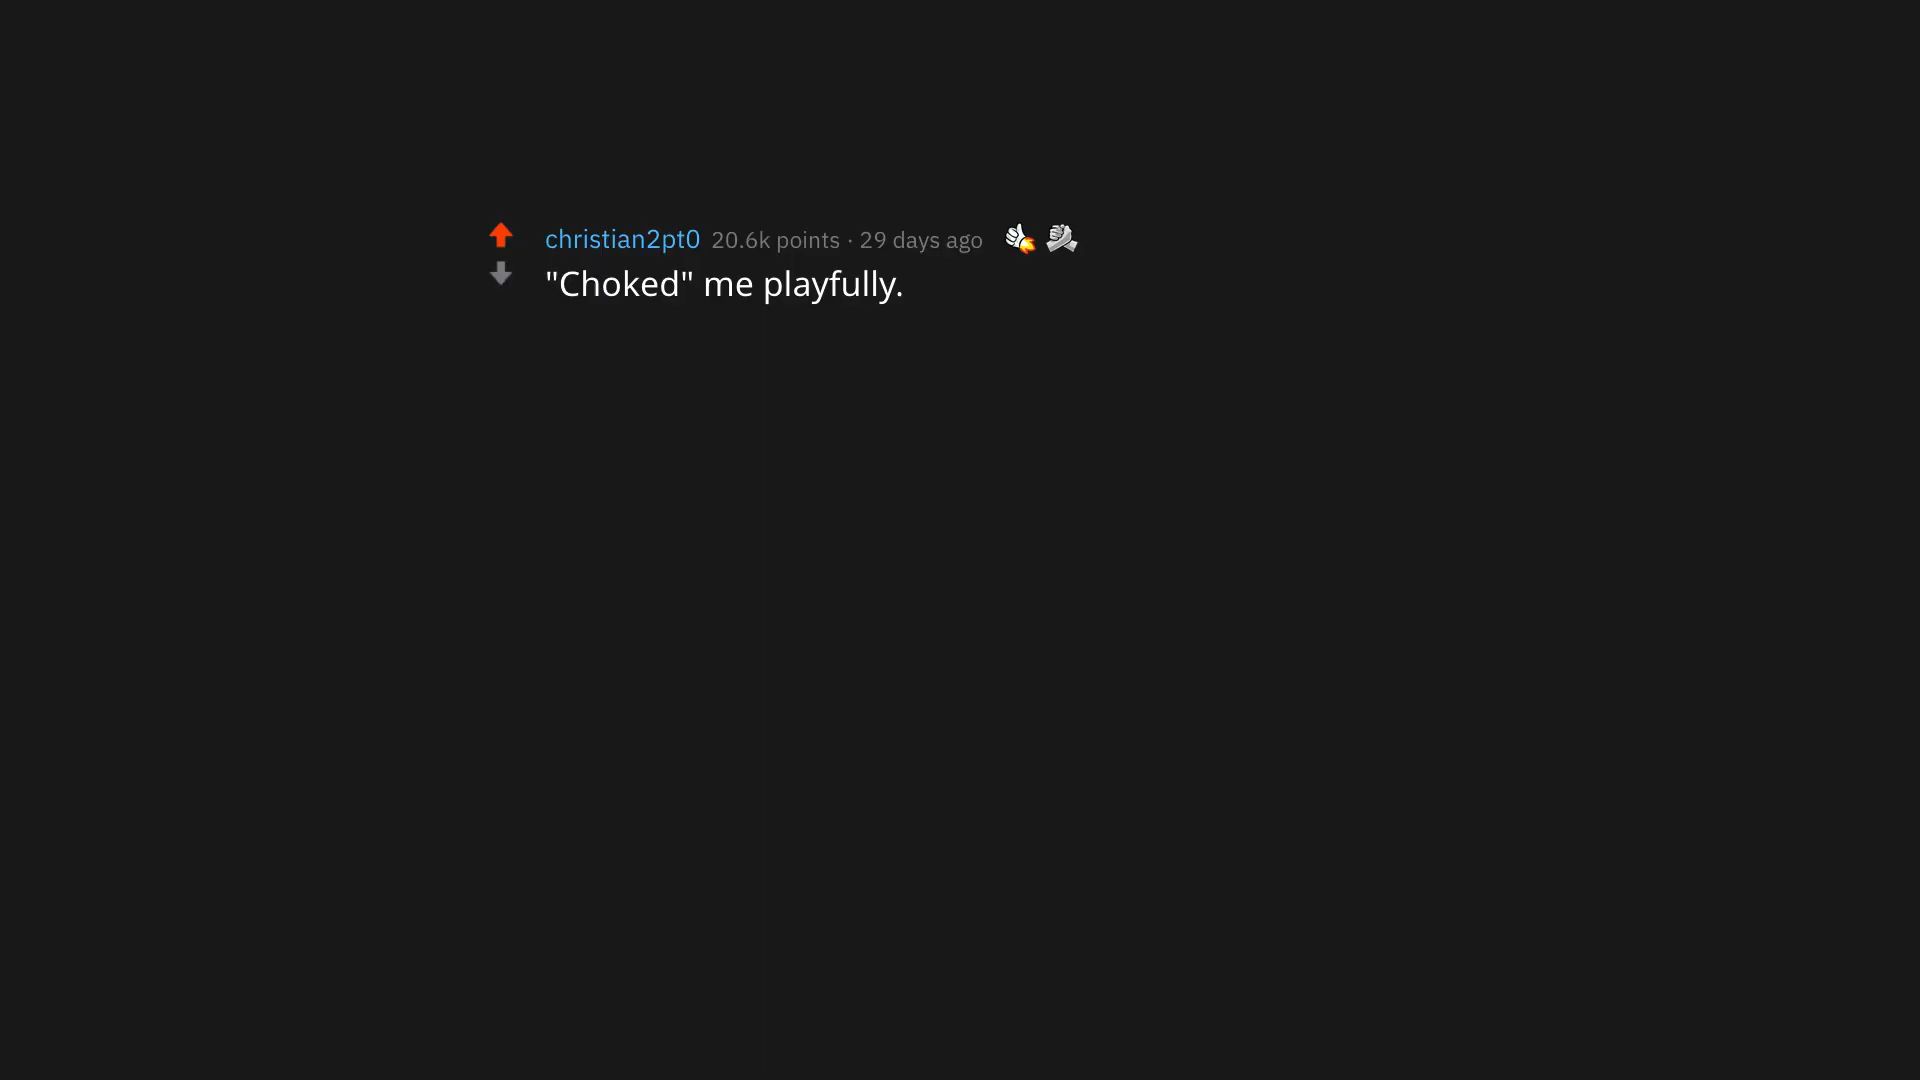 christian2pt0 20.6k points · 29 days ago
"Choked" me playfully.